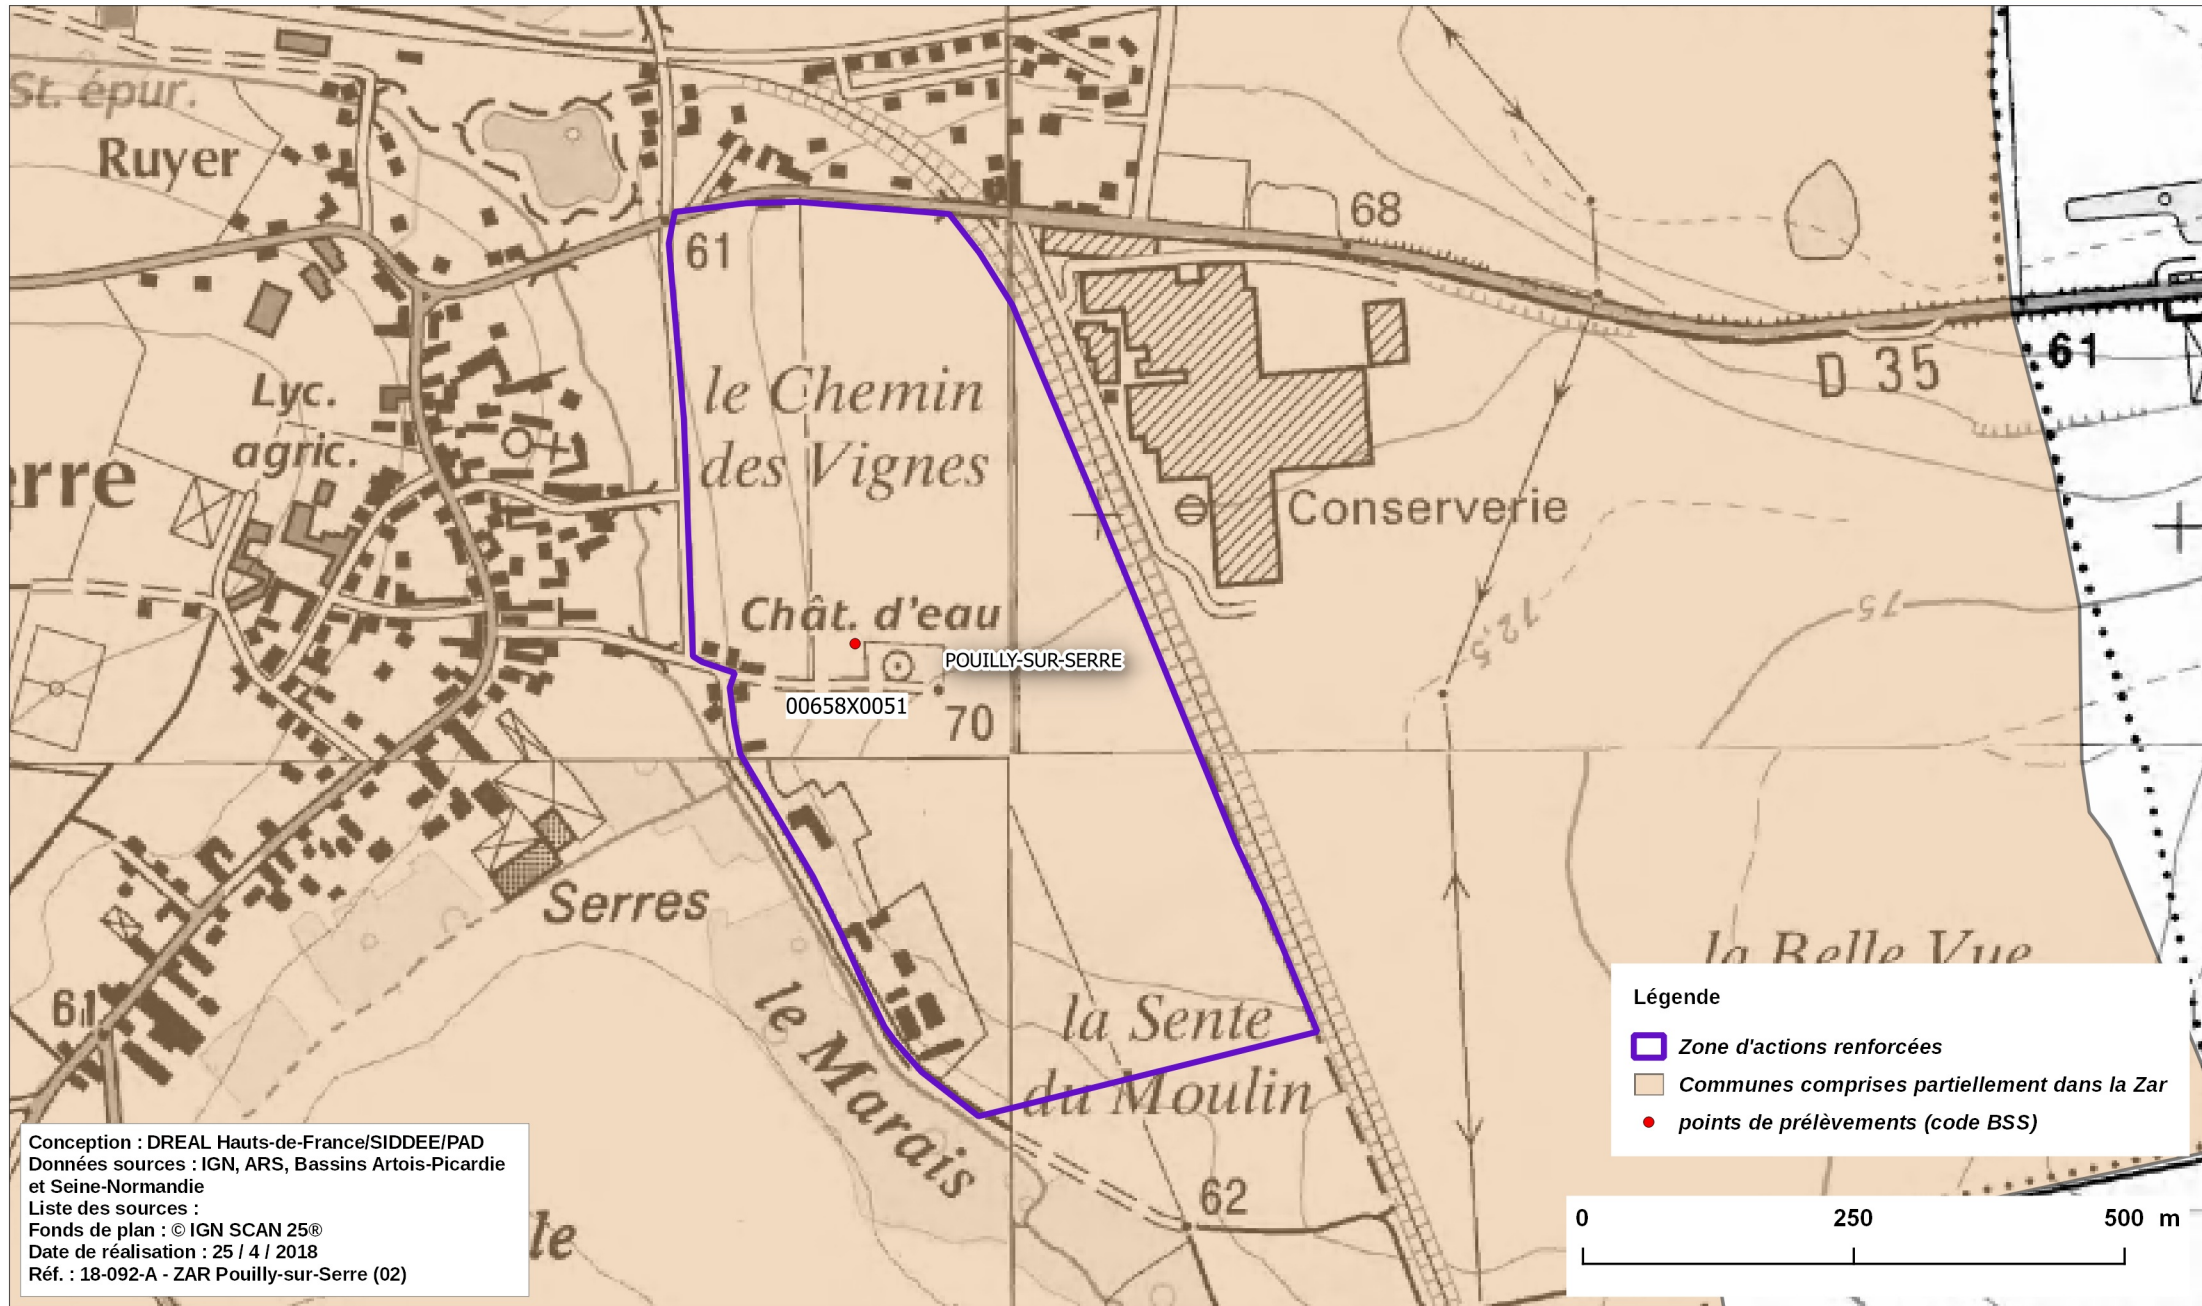 St. épur.
Ruyer
68
61
D 35
61
le Chemin
des Vignes
Lyc.
agric.
erre
Conserverie
72,5
75
Chât. d'eau
POUILLY-SUR-SERRE
00658X0051
70
Serres
la Belle Vue
le Marais
la Sente
du Moulin
61
62
le
Légende
Zone d'actions renforcées
Communes comprises partiellement dans la Zar
points de prélèvements (code BSS)
0 250 500 m
Conception : DREAL Hauts-de-France/SIDDEE/PAD
Données sources : IGN, ARS, Bassins Artois-Picardie
et Seine-Normandie
Liste des sources :
Fonds de plan : © IGN SCAN 25®
Date de réalisation : 25 / 4 / 2018
Réf. : 18-092-A - ZAR Pouilly-sur-Serre (02)